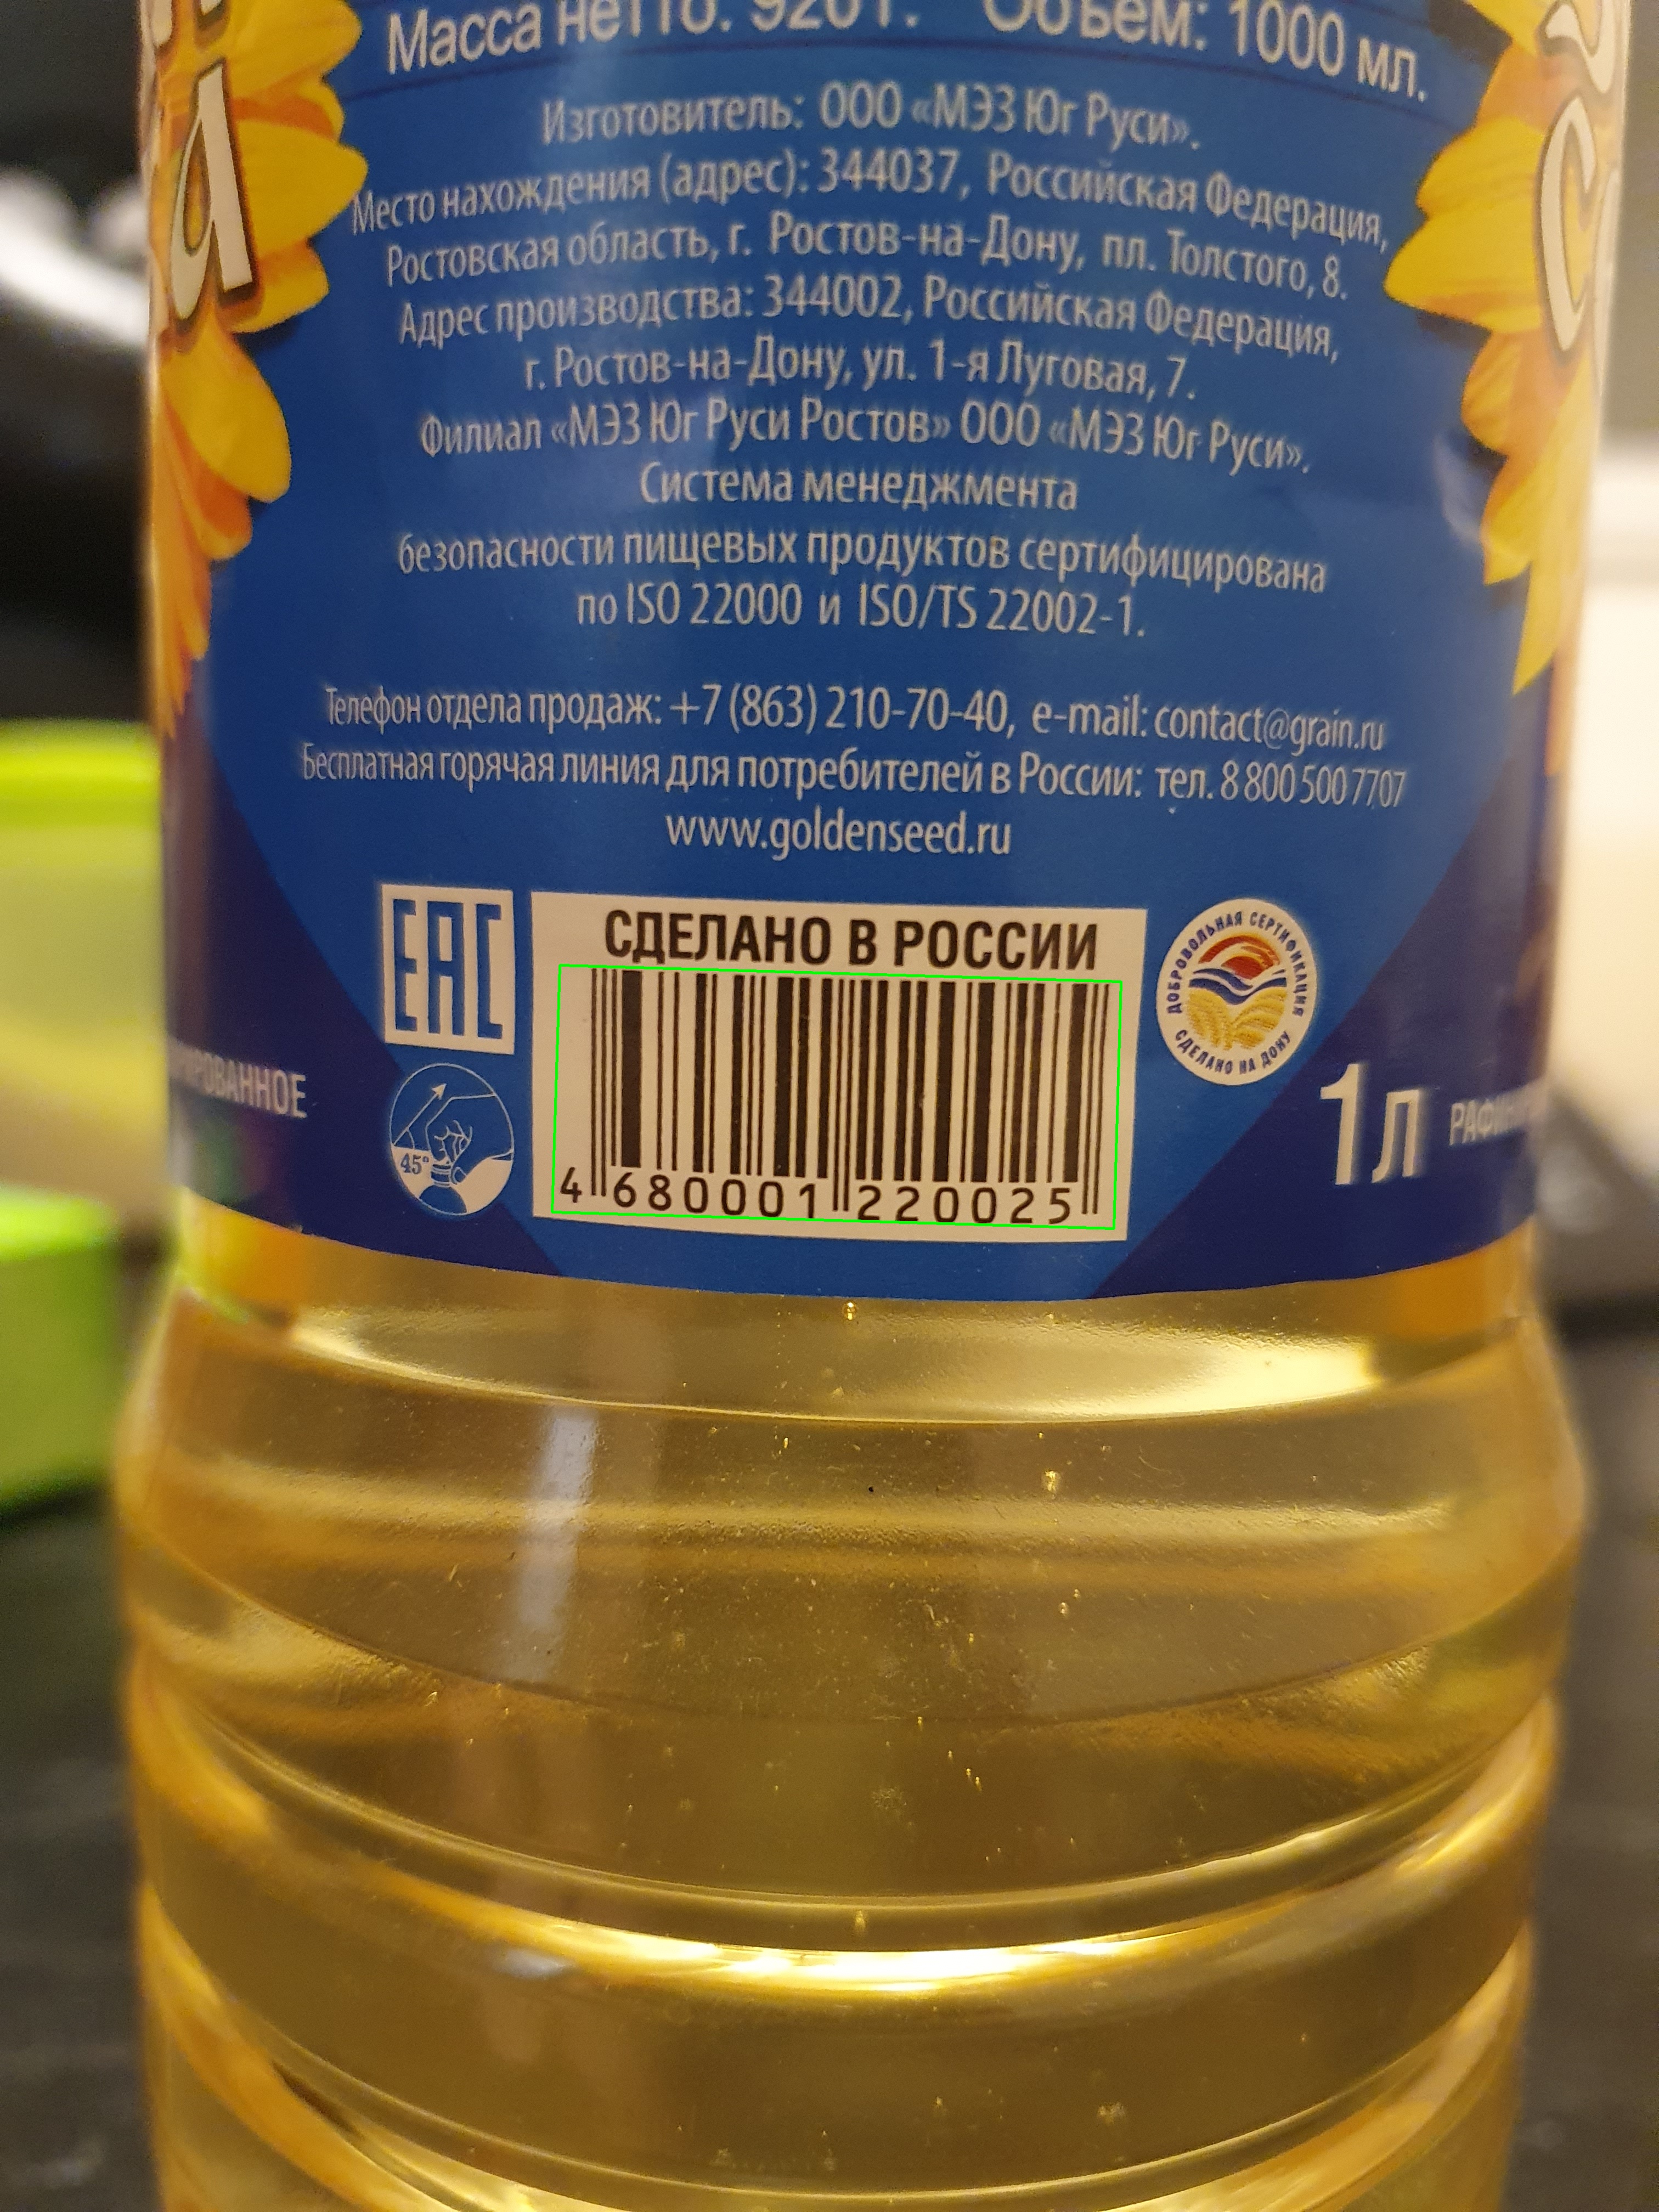 Масса нетто: 920 г. Объём: 1000 мл.
Изготовитель: ООО «МЭЗ Юг Руси».
Место нахождения (адрес): 344037, Российская Федерация,
Ростовская область, г. Ростов-на-Дону, пл. Толстого, 8.
Адрес производства: 344002, Российская Федерация,
г. Ростов-на-Дону, ул. 1-я Луговая, 7.
Филиал «МЭЗ Юг Руси Ростов» ООО «МЭЗ Юг Руси».
Система менеджмента
безопасности пищевых продуктов сертифицирована
по ISO 22000 и ISO/TS 22002-1.
Телефон отдела продаж: +7 (863) 210-70-40, e-mail: contact@grain.ru
Бесплатная горячая линия для потребителей в России: тел. 8 800 500 7707
www.goldenseed.ru
EAC
СДЕЛАНО В РОССИИ
ДОБРОВОЛЬНАЯ СЕРТИФИКАЦИЯ
СДЕЛАНО НА ДОНУ
45°
4 680001 220025
1л